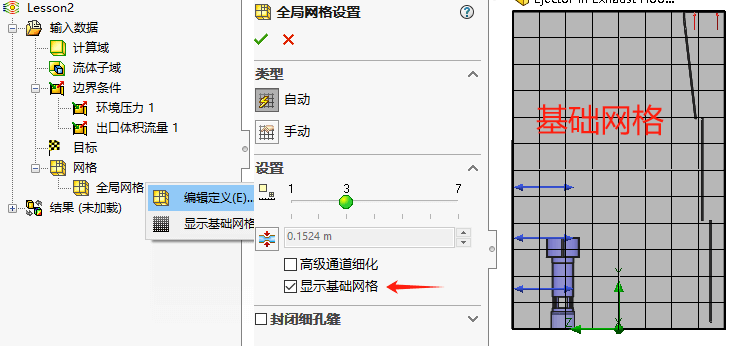 Lesson2
输入数据
计算域
流体子域
边界条件
环境压力 1
出口体积流量 1
目标
网格
全局网格
结果 (未加载)
编辑定义(E)...
显示基础网格
全局网格设置
类型
自动
手动
设置
1 3 7
0.1524 m
高级通道细化
显示基础网格
封闭细孔缝
Ejector in Exhaust Hoo...
基础网格
Y
Z